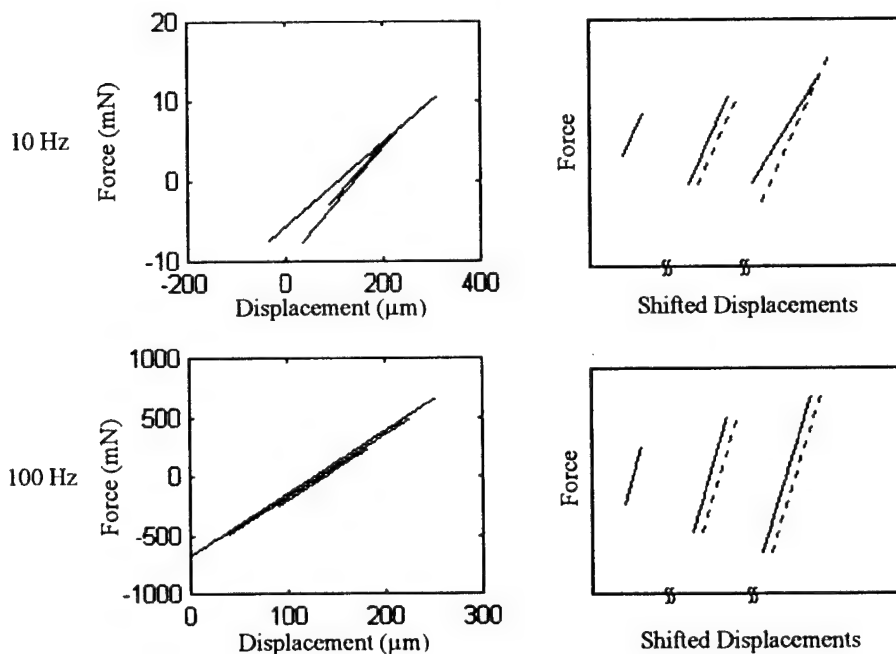 10 Hz
Force (mN)
20
10
0
-10
-200
0
200
400
Displacement (µm)
Force
Shifted Displacements
100 Hz
Force (mN)
1000
500
0
-500
-1000
0
100
200
300
Displacement (µm)
Force
Shifted Displacements